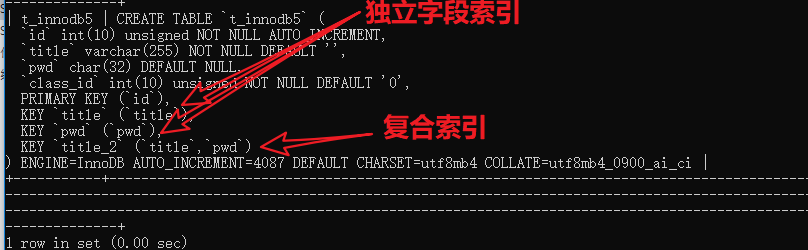 ---------------+
| t_innodb5 | CREATE TABLE `t_innodb5` (
独立字段索引
`id` int(10) unsigned NOT NULL AUTO_INCREMENT,
`title` varchar(255) NOT NULL DEFAULT '',
`pwd` char(32) DEFAULT NULL,
`class_id` int(10) unsigned NOT NULL DEFAULT '0',
PRIMARY KEY (`id`),
KEY `title` (`title`),
KEY `pwd` (`pwd`),
复合索引
KEY `title_2` (`title`,`pwd`)
) ENGINE=InnoDB AUTO_INCREMENT=4087 DEFAULT CHARSET=utf8mb4 COLLATE=utf8mb4_0900_ai_ci |
1 row in set (0.00 sec)